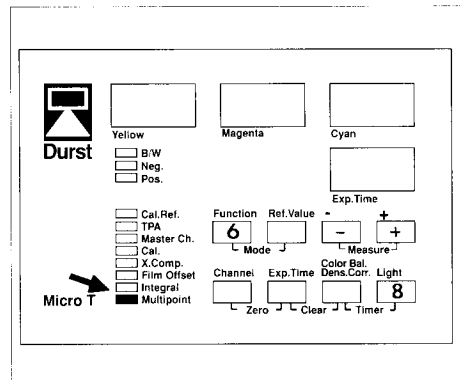 Durst
Yellow
Magenta
Cyan
B/W
Neg.
Pos.
Exp.Time
Cal.Ref.
TPA
Master Ch.
Cal.
X.Comp.
Film Offset
Integral
Multipoint
Micro T
Function Ref.Value - +
6 - +
Mode Measure
Channel Exp.Time Color Bal. Dens.Corr. Light
8
Zero Clear Timer